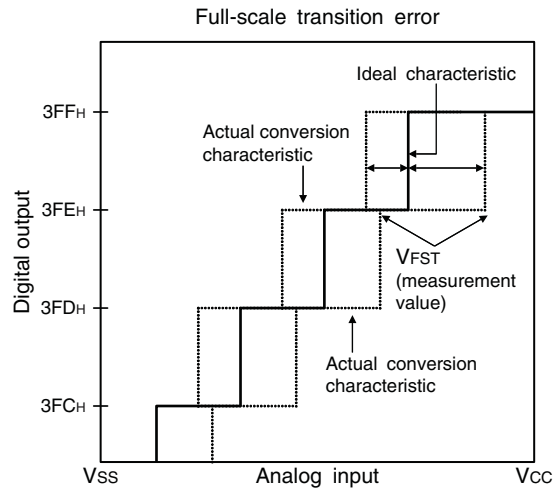 Full-scale transition error
Ideal characteristic
3FFH
Actual conversion
characteristic
3FEH
VFST
(measurement
value)
Digital output
3FDH
Actual conversion
characteristic
3FCH
VSS
Analog input
VCC